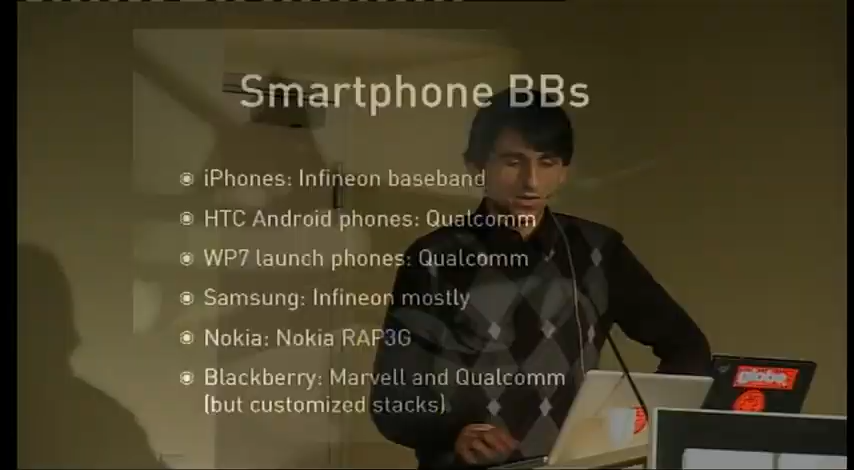 Smartphone BBs
iPhones: Infineon baseband
HTC Android phones: Qualcomm
WP7 launch phones: Qualcomm
Samsung: Infineon mostly
Nokia: Nokia RAP3G
Blackberry: Marvell and Qualcomm
(but customized stacks)